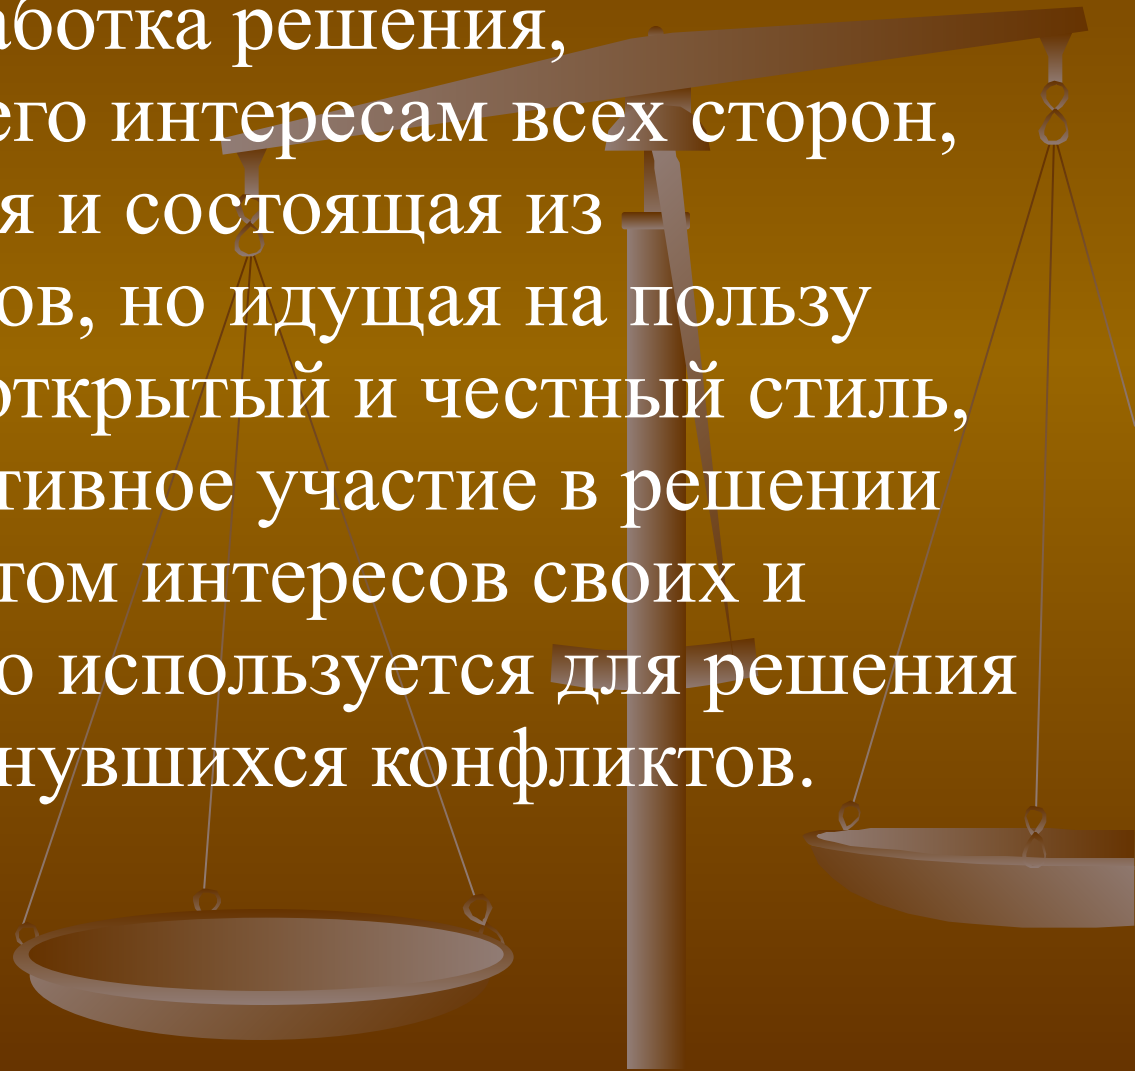 аботка решения,
его интересам всех сторон,
я и состоящая из
ов, но идущая на пользу
открытый и честный стиль,
тивное участие в решении
том интересов своих и
о используется для решения
нувшихся конфликтов.